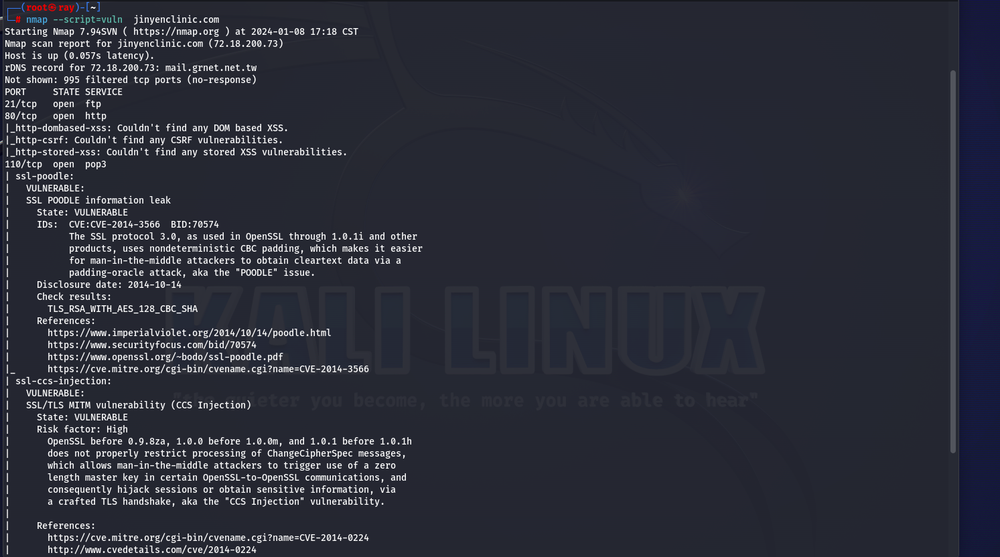 ┌──(root㉿ray)-[~]
└─# nmap --script=vuln  jinyenclinic.com
Starting Nmap 7.94SVN ( https://nmap.org ) at 2024-01-08 17:18 CST
Nmap scan report for jinyenclinic.com (72.18.200.73)
Host is up (0.057s latency).
rDNS record for 72.18.200.73: mail.grnet.net.tw
Not shown: 995 filtered tcp ports (no-response)
PORT    STATE SERVICE
21/tcp  open  ftp
80/tcp  open  http
|_http-dombased-xss: Couldn't find any DOM based XSS.
|_http-csrf: Couldn't find any CSRF vulnerabilities.
|_http-stored-xss: Couldn't find any stored XSS vulnerabilities.
110/tcp open  pop3
| ssl-poodle:
|   VULNERABLE:
|   SSL POODLE information leak
|     State: VULNERABLE
|     IDs:  CVE:CVE-2014-3566  BID:70574
|           The SSL protocol 3.0, as used in OpenSSL through 1.0.1i and other
|           products, uses nondeterministic CBC padding, which makes it easier
|           for man-in-the-middle attackers to obtain cleartext data via a
|           padding-oracle attack, aka the "POODLE" issue.
|     Disclosure date: 2014-10-14
|     Check results:
|       TLS_RSA_WITH_AES_128_CBC_SHA
|     References:
|       https://www.imperialviolet.org/2014/10/14/poodle.html
|       https://www.securityfocus.com/bid/70574
|       https://www.openssl.org/~bodo/ssl-poodle.pdf
|_      https://cve.mitre.org/cgi-bin/cvename.cgi?name=CVE-2014-3566
| ssl-ccs-injection:
|   VULNERABLE:
|   SSL/TLS MITM vulnerability (CCS Injection)
|     State: VULNERABLE
|     Risk factor: High
|       OpenSSL before 0.9.8za, 1.0.0 before 1.0.0m, and 1.0.1 before 1.0.1h
|       does not properly restrict processing of ChangeCipherSpec messages,
|       which allows man-in-the-middle attackers to trigger use of a zero
|       length master key in certain OpenSSL-to-OpenSSL communications, and
|       consequently hijack sessions or obtain sensitive information, via
|       a crafted TLS handshake, aka the "CCS Injection" vulnerability.
|
|     References:
|       https://cve.mitre.org/cgi-bin/cvename.cgi?name=CVE-2014-0224
|       http://www.cvedetails.com/cve/2014-0224
KALI LINUX
"the quieter you become, the more you are able to hear"